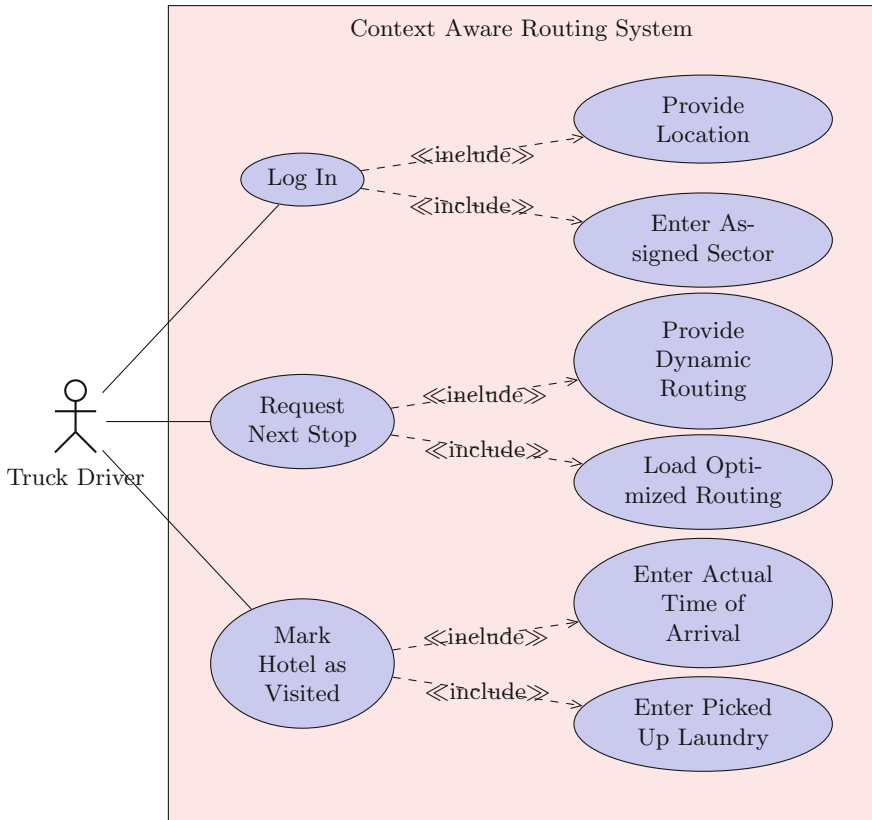 Context Aware Routing System
Provide
Location
≪include≫
Log In
≪include≫
Enter As-
signed Sector
Provide
Dynamic
Routing
≪include≫
Request
Next Stop
≪include≫
Load Opti-
mized Routing
Truck Driver
Enter Actual
Time of
Arrival
≪include≫
Mark
Hotel as
Visited
≪include≫
Enter Picked
Up Laundry